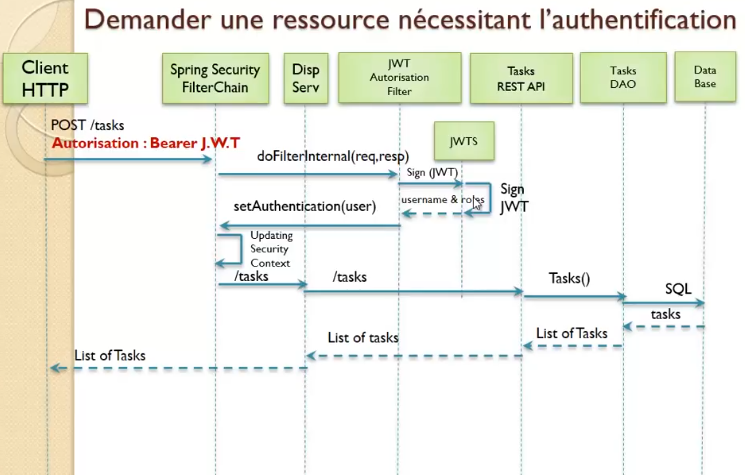 Demander une ressource nécessitant l'authentification
Client
HTTP
Spring Security
FilterChain
Disp
Serv
JWT
Autorisation
Filter
Tasks
REST API
Tasks
DAO
Data
Base
POST /tasks
Autorisation : Bearer J.W.T
JWTS
doFilterInternal(req,resp)
Sign (JWT)
Sign
JWT
username & roles
setAuthentication(user)
Updating
Security
Context
/tasks
/tasks
Tasks()
SQL
tasks
List of Tasks
List of tasks
List of Tasks